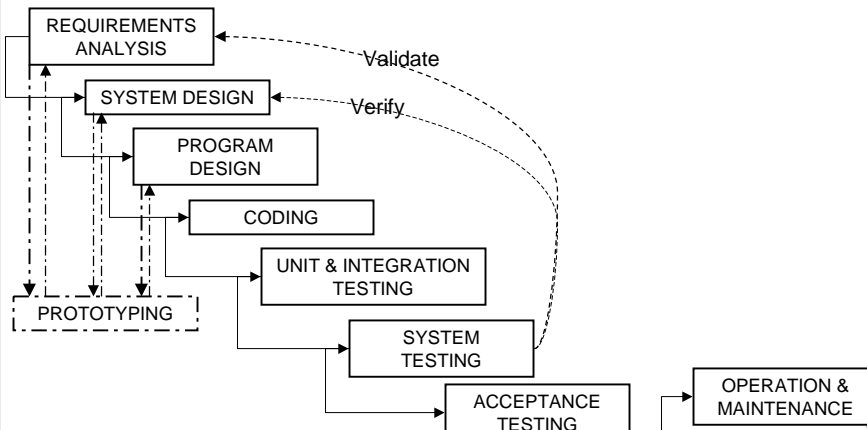 REQUIREMENTS
ANALYSIS
Validate
SYSTEM DESIGN
Verify
PROGRAM
DESIGN
CODING
UNIT & INTEGRATION
TESTING
PROTOTYPING
SYSTEM
TESTING
ACCEPTANCE
TESTING
OPERATION &
MAINTENANCE